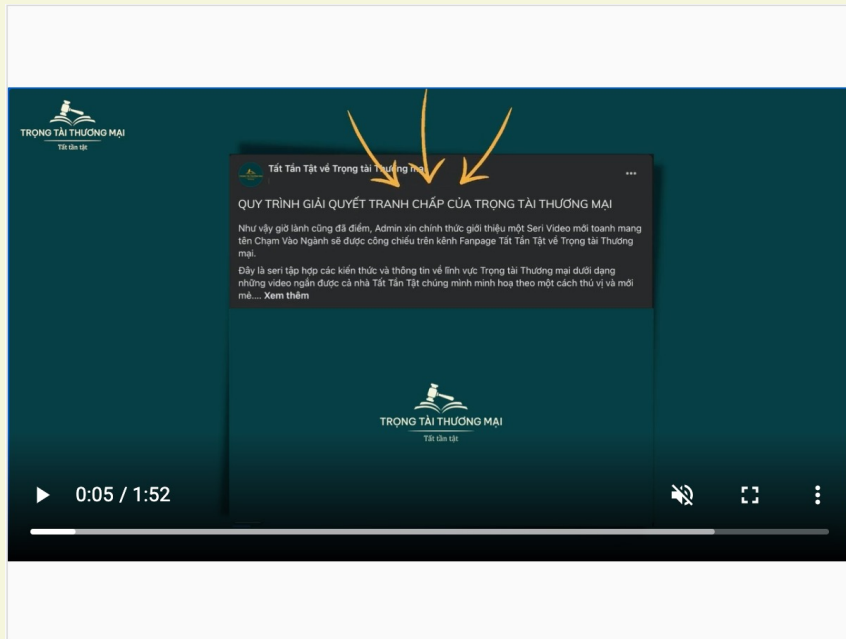 TRỌNG TÀI THƯƠNG MẠI
Tất tần tật
Tất Tần Tật về Trọng tài Thương mại
QUY TRÌNH GIẢI QUYẾT TRANH CHẤP CỦA TRỌNG TÀI THƯƠNG MẠI
Như vậy giờ lành cũng đã điểm, Admin xin chính thức giới thiệu một Seri Video mới toanh mang
tên Chạm Vào Ngành sẽ được công chiếu trên kênh Fanpage Tất Tần Tật về Trọng tài Thương
mại.
Đây là seri tập hợp các kiến thức và thông tin về lĩnh vực Trọng tài Thương mại dưới dạng
những video ngắn được cả nhà Tất Tần Tật chúng mình minh hoạ theo một cách thú vị và mới
mẻ.... Xem thêm
TRỌNG TÀI THƯƠNG MẠI
Tất tần tật
0:05 / 1:52